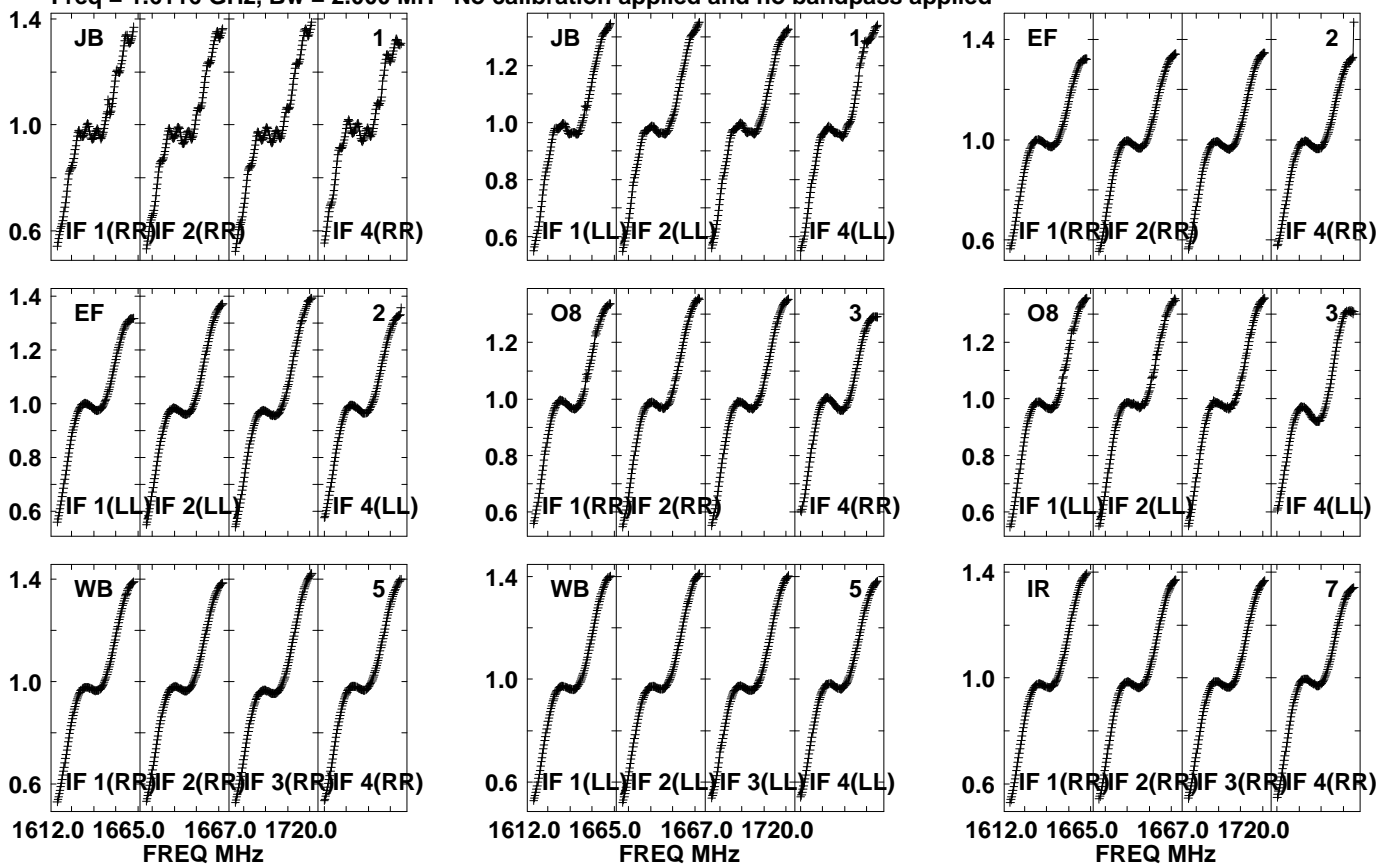 No calibration applied and no bandpass applied
JB 1
1.4
1.0
0.6
IF 1(RR) IF 2(RR) IF 4(RR)
JB 1
1.2
1.0
0.8
0.6
IF 1(LL) IF 2(LL) IF 4(LL)
EF 2
1.4
1.0
0.6
IF 1(RR) IF 2(RR) IF 4(RR)
EF 2
1.4
1.2
1.0
0.8
0.6
IF 1(LL) IF 2(LL) IF 4(LL)
O8 3
1.2
1.0
0.8
0.6
IF 1(RR) IF 2(RR) IF 4(RR)
O8 3
1.2
1.0
0.8
0.6
IF 1(LL) IF 2(LL) IF 4(LL)
WB 5
1.4
1.0
0.6
IF 1(RR) IF 2(RR) IF 3(RR) IF 4(RR)
1612.0 1665.0 1667.0 1720.0
FREQ MHz
WB 5
1.4
1.0
0.6
IF 1(LL) IF 2(LL) IF 3(LL) IF 4(LL)
1612.0 1665.0 1667.0 1720.0
FREQ MHz
IR 7
1.4
1.0
0.6
IF 1(RR) IF 2(RR) IF 3(RR) IF 4(RR)
1612.0 1665.0 1667.0 1720.0
FREQ MHz